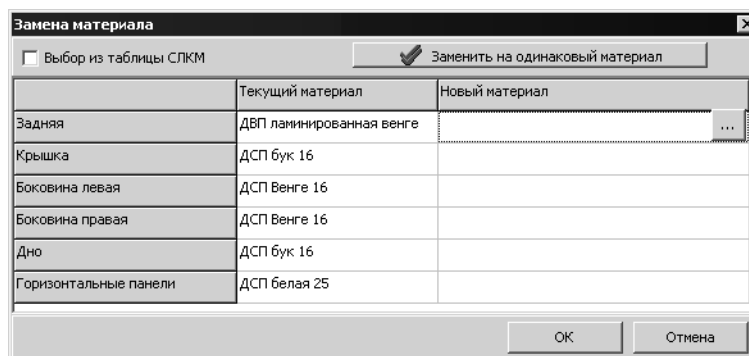 Замена материала
Выбор из таблицы СЛКМ
Заменить на одинаковый материал
Текущий материал Новый материал
Задняя ДВП ламинированная венге ...
Крышка ДСП бук 16
Боковина левая ДСП Венге 16
Боковина правая ДСП Венге 16
Дно ДСП бук 16
Горизонтальные панели ДСП белая 25
OK Отмена